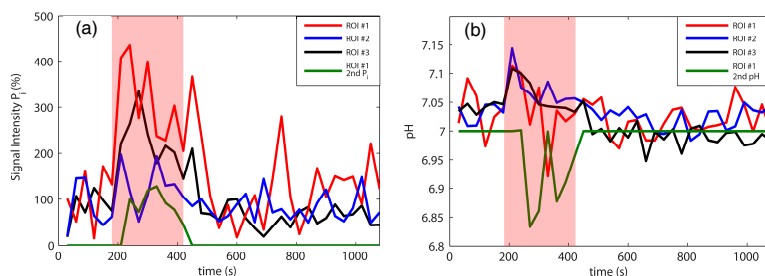 (a)
ROI #1
ROI #2
ROI #3
ROI #1
2nd Pi
Signal Intensity Pi(%)
500
400
300
200
100
0
0
200
400
600
800
1000
time (s)
(b)
ROI #1
ROI #2
ROI #3
ROI #1
2nd pH
pH
7.15
7.1
7.05
7
6.95
6.9
6.85
6.8
0
200
400
600
800
1000
time (s)